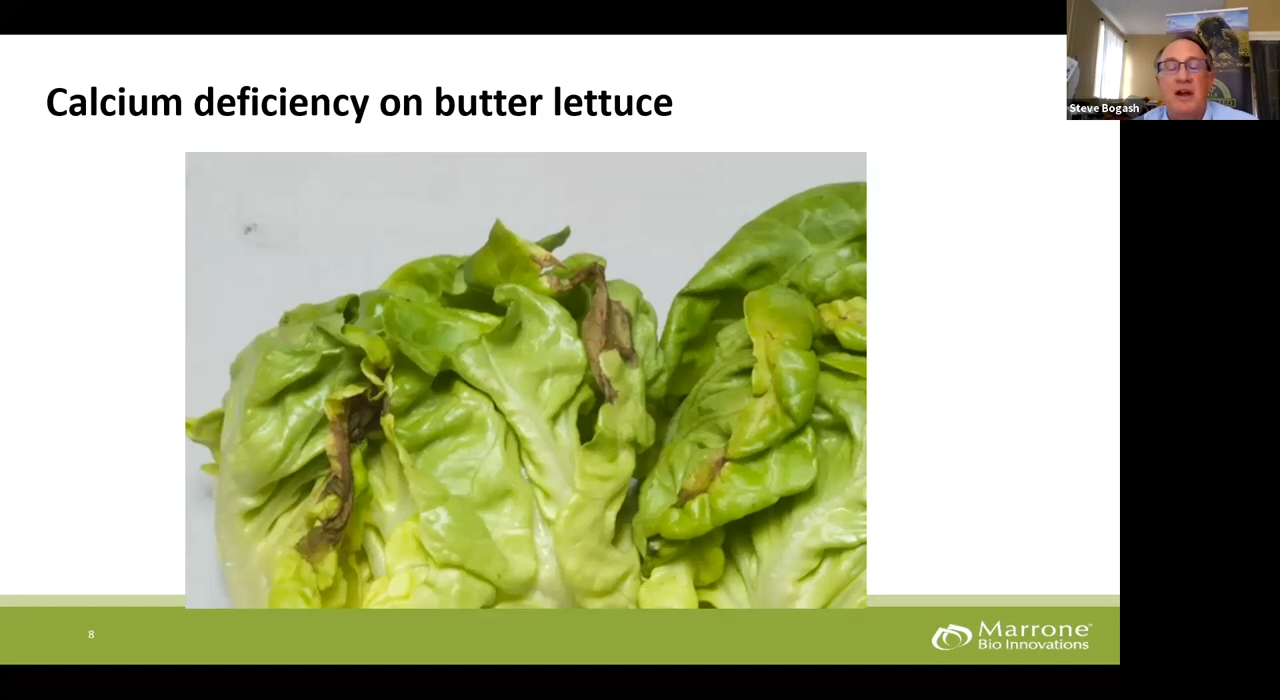 Calcium deficiency on butter lettuce
Steve Bogash
8
Marrone
Bio Innovations